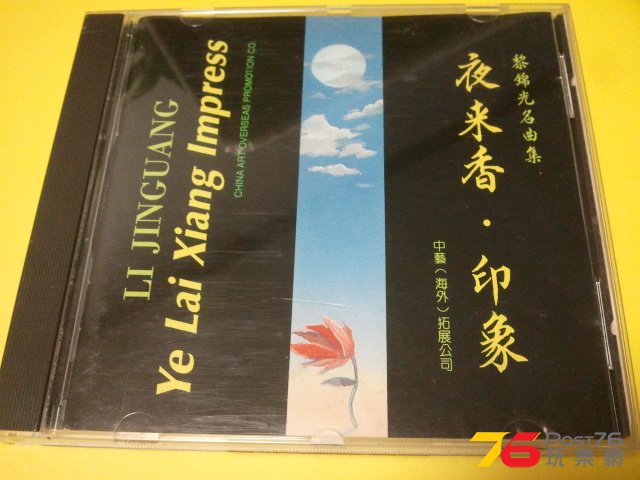 LI JINGUANG
Ye Lai Xiang Impress
CHINA ART OVERSEAS PROMOTION CO
黎錦光名曲集
夜来香·印象
中藝(海外)拓展公司
76 Post76
玩樂網